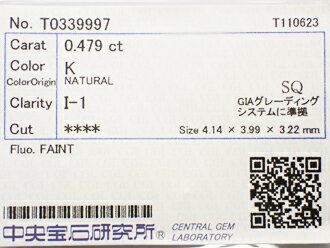 No. T0339997 T110623
Carat 0.479 ct
Color K
ColorOrigin NATURAL
Clarity I-1 SQ
GIAグレーディング
システムに準拠
Cut **** Size 4.14 × 3.99 × 3.22 mm
Fluo. FAINT
中央宝石研究所® CENTRAL GEM
LABORATORY